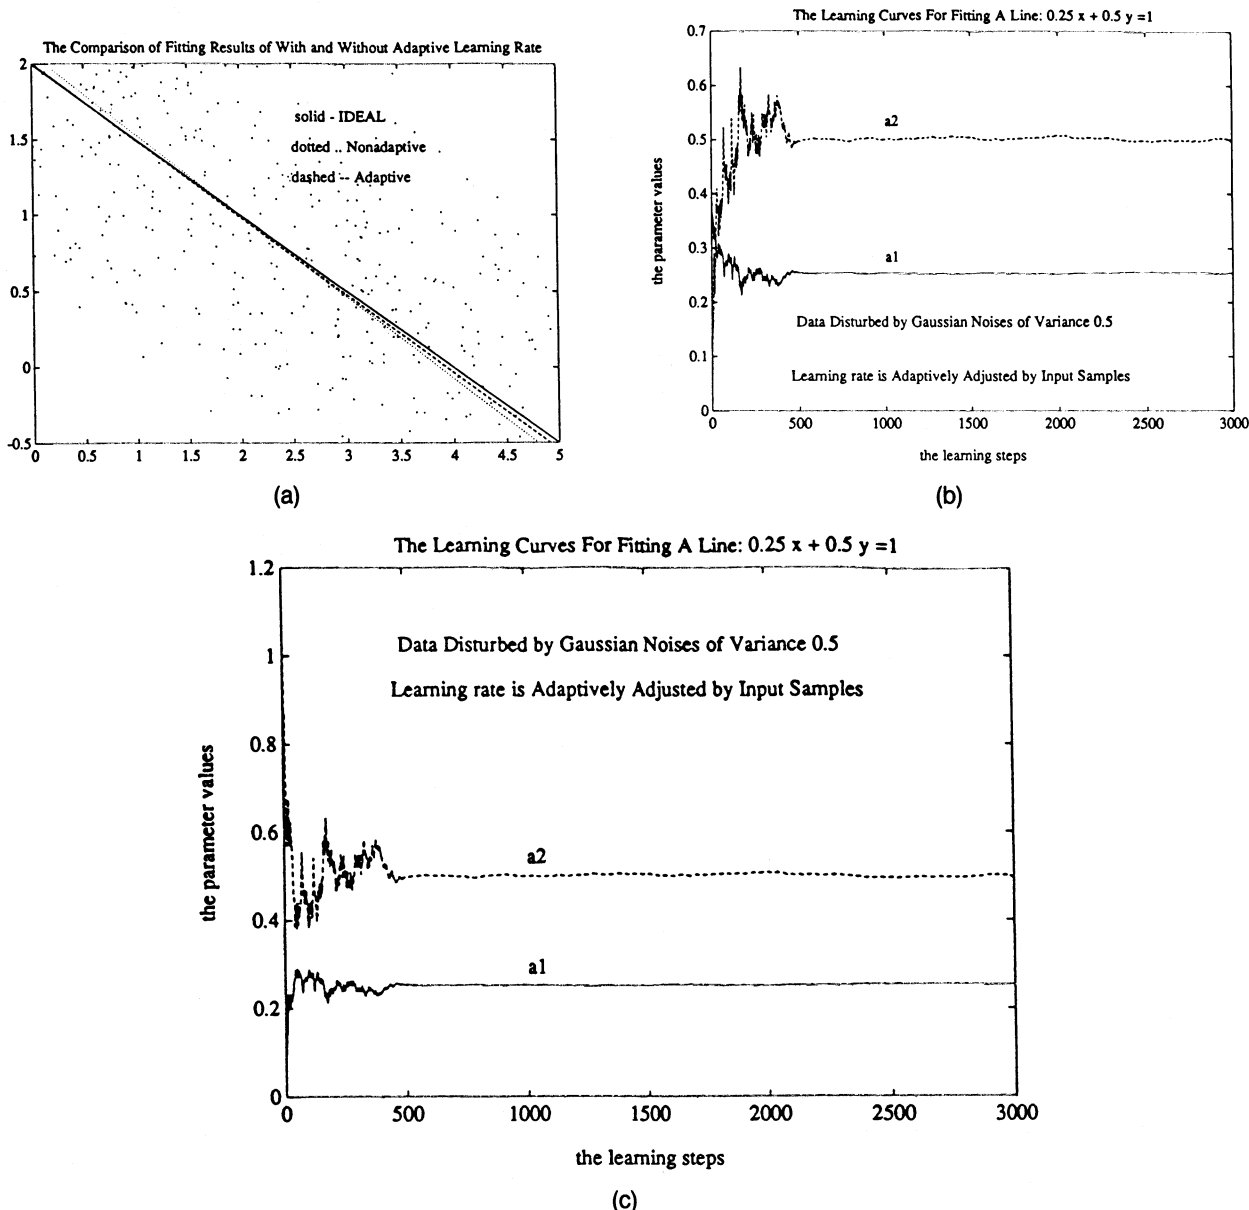 The Comparison of Fitting Results of With and Without Adaptive Learning Rate
2
1.5
1
0.5
0
-0.5
solid - IDEAL
dotted .. Nonadaptive
dashed -- Adaptive
0 0.5 1 1.5 2 2.5 3 3.5 4 4.5 5
(a)
The Learning Curves For Fitting A Line: 0.25 x + 0.5 y =1
0.7
0.6
0.5
0.4
0.3
0.2
0.1
0
the parameter values
a2
a1
Data Disturbed by Gaussian Noises of Variance 0.5
Learning rate is Adaptively Adjusted by Input Samples
0 500 1000 1500 2000 2500 3000
the learning steps
(b)
The Learning Curves For Fitting A Line: 0.25 x + 0.5 y =1
1.2
1
0.8
0.6
0.4
0.2
0
the parameter values
Data Disturbed by Gaussian Noises of Variance 0.5
Learning rate is Adaptively Adjusted by Input Samples
a2
a1
0 500 1000 1500 2000 2500 3000
the learning steps
(c)